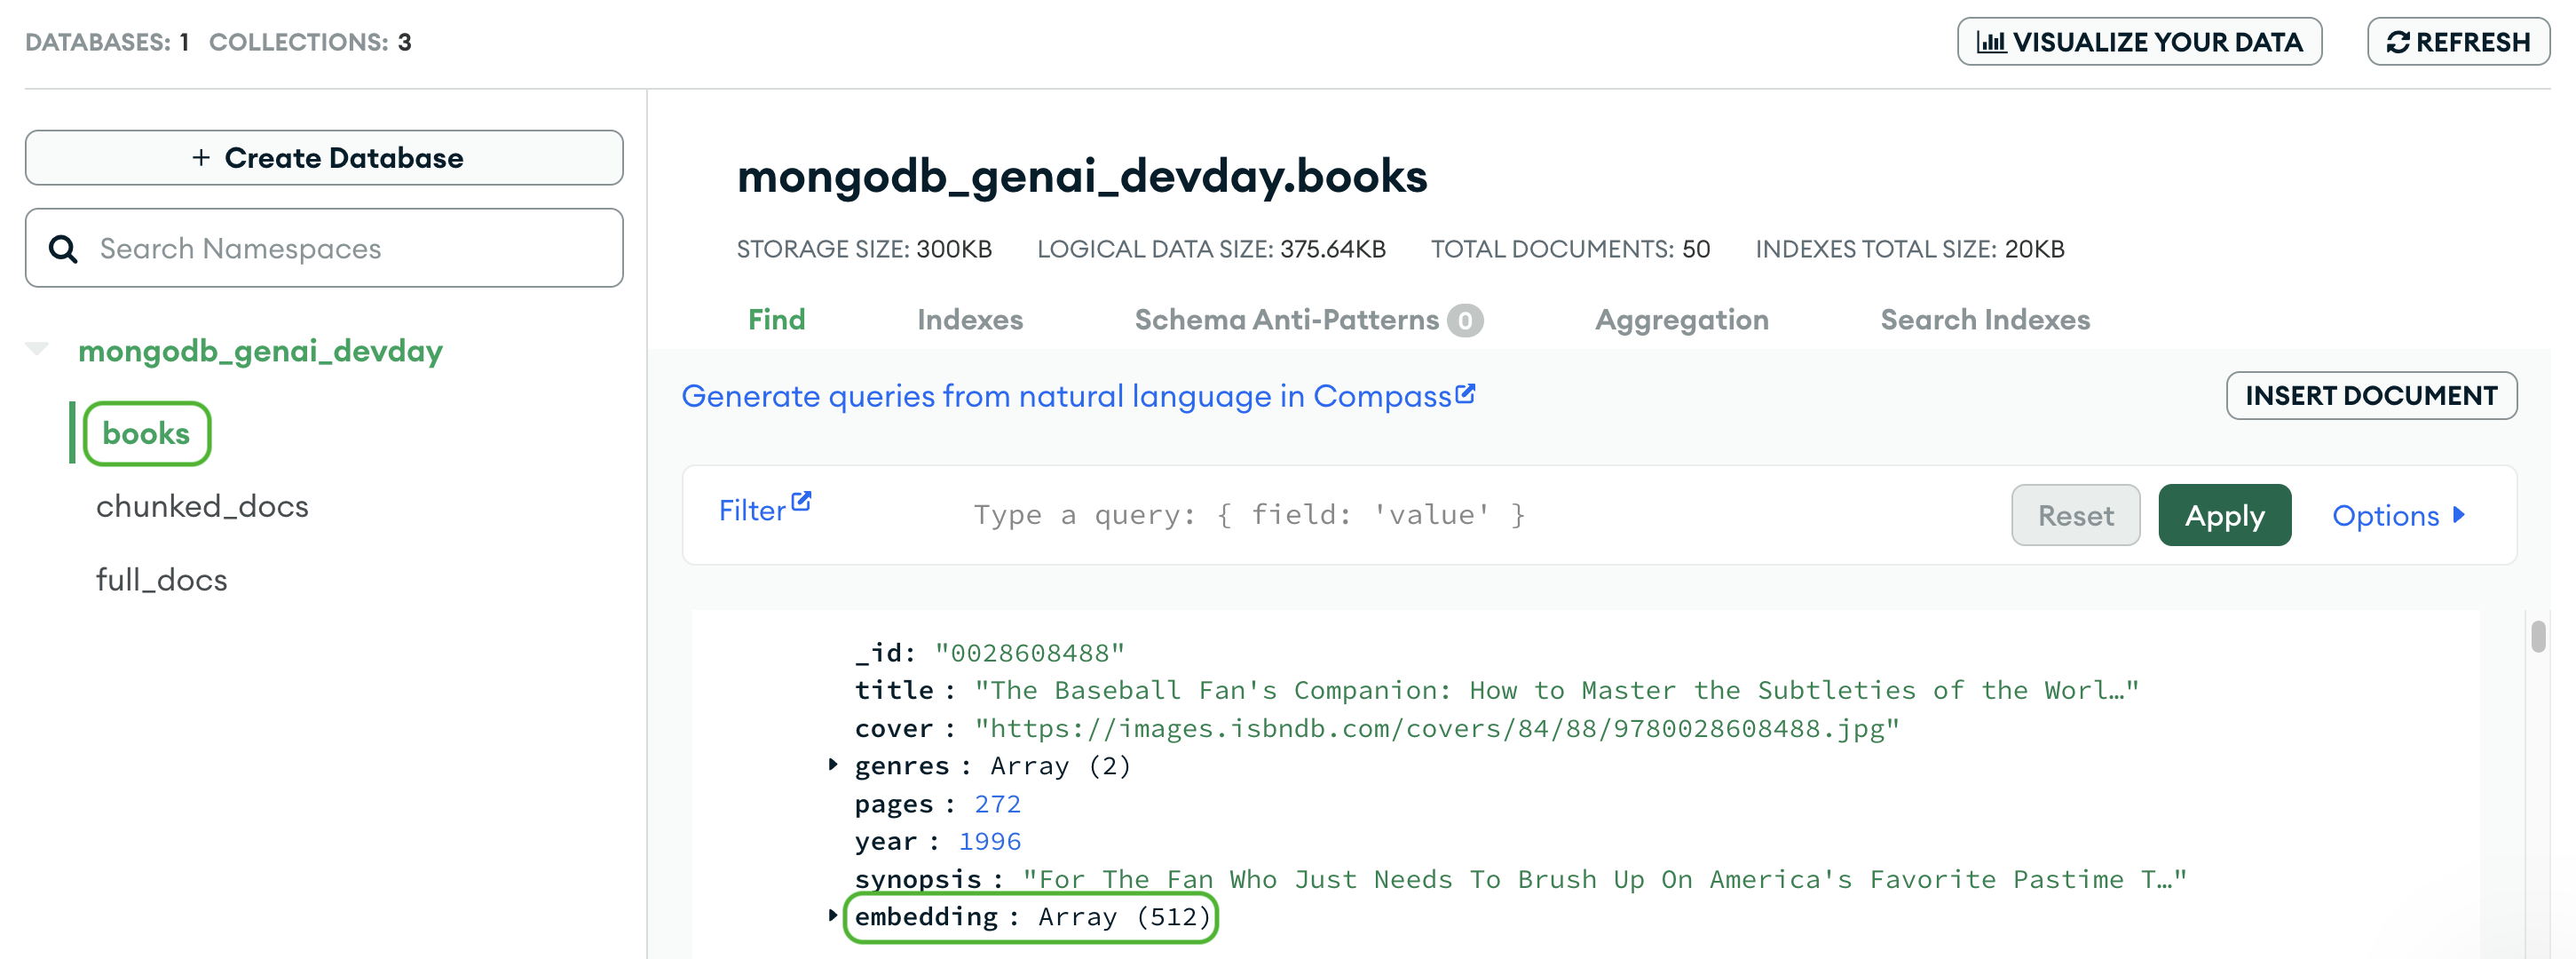 DATABASES: 1 COLLECTIONS: 3
VISUALIZE YOUR DATA
REFRESH
+ Create Database
Search Namespaces
mongodb_genai_devday
books
chunked_docs
full_docs
mongodb_genai_devday.books
STORAGE SIZE: 300KB LOGICAL DATA SIZE: 375.64KB TOTAL DOCUMENTS: 50 INDEXES TOTAL SIZE: 20KB
Find Indexes Schema Anti-Patterns 0 Aggregation Search Indexes
Generate queries from natural language in Compass
INSERT DOCUMENT
Filter Type a query: { field: 'value' } Reset Apply Options
_id: "0028608488"
title : "The Baseball Fan's Companion: How to Master the Subtleties of the Worl…"
cover : "https://images.isbndb.com/covers/84/88/9780028608488.jpg"
genres : Array (2)
pages : 272
year : 1996
synopsis : "For The Fan Who Just Needs To Brush Up On America's Favorite Pastime T…"
embedding : Array (512)